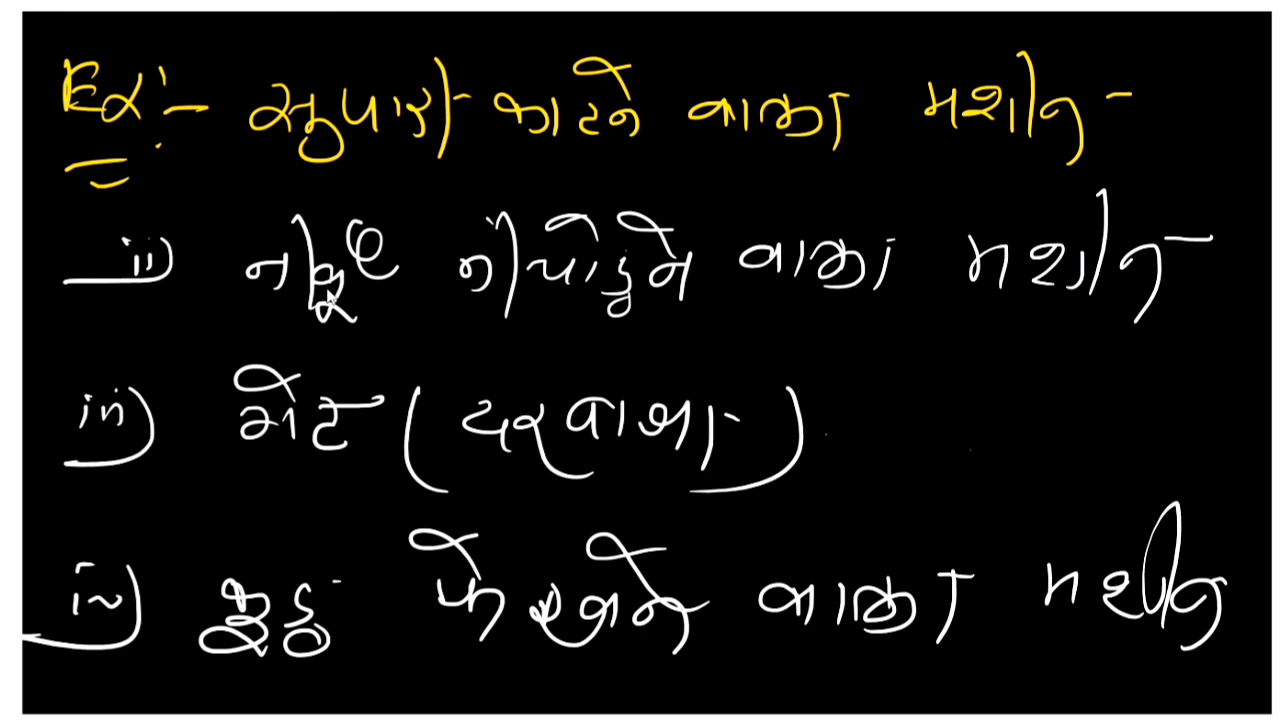 Ex:- सुपारी काटने वाला मशीन
ii) नींबू नीचोड़ने वाला मशीन
iii) गेट (दरवाजा)
iv) कुड़ा फेकने वाला मशीन